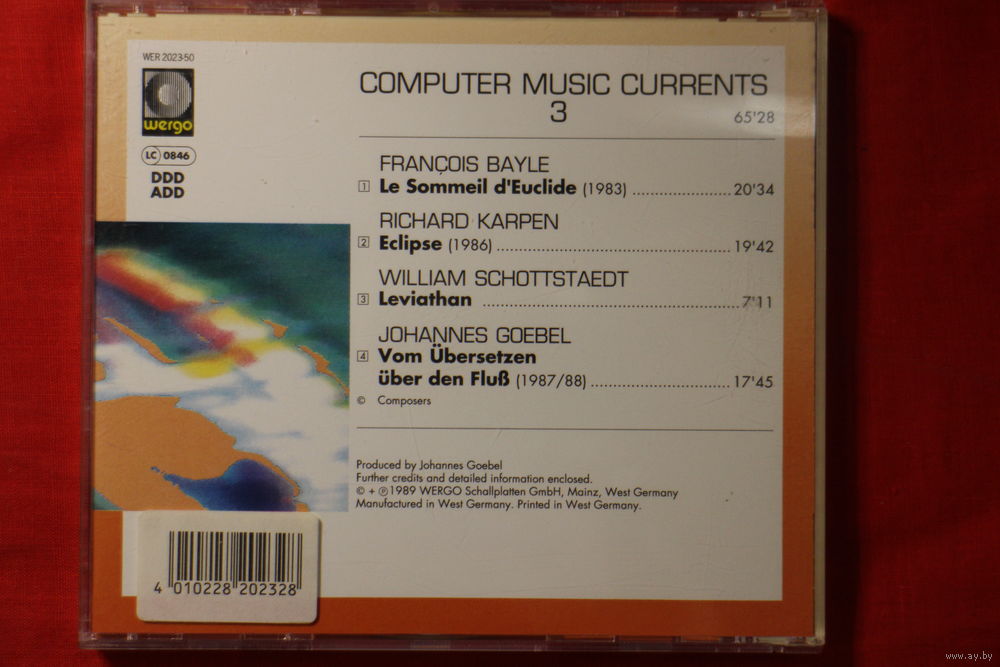 WER 2023-50
wergo
LC 0846
DDD
ADD
COMPUTER MUSIC CURRENTS
3
65'28
FRANÇOIS BAYLE
1 Le Sommeil d'Euclide (1983) ..................... 20'34
RICHARD KARPEN
2 Eclipse (1986) ................................................ 19'42
WILLIAM SCHOTTSTAEDT
3 Leviathan .................................................... 7'11
JOHANNES GOEBEL
4 Vom Übersetzen
über den Fluß (1987/88) ............................. 17'45
© Composers
Produced by Johannes Goebel
Further credits and detailed information enclosed.
© + ℗ 1989 WERGO Schallplatten GmbH, Mainz, West Germany
Manufactured in West Germany. Printed in West Germany.
4 010228 202328
www.ay.by